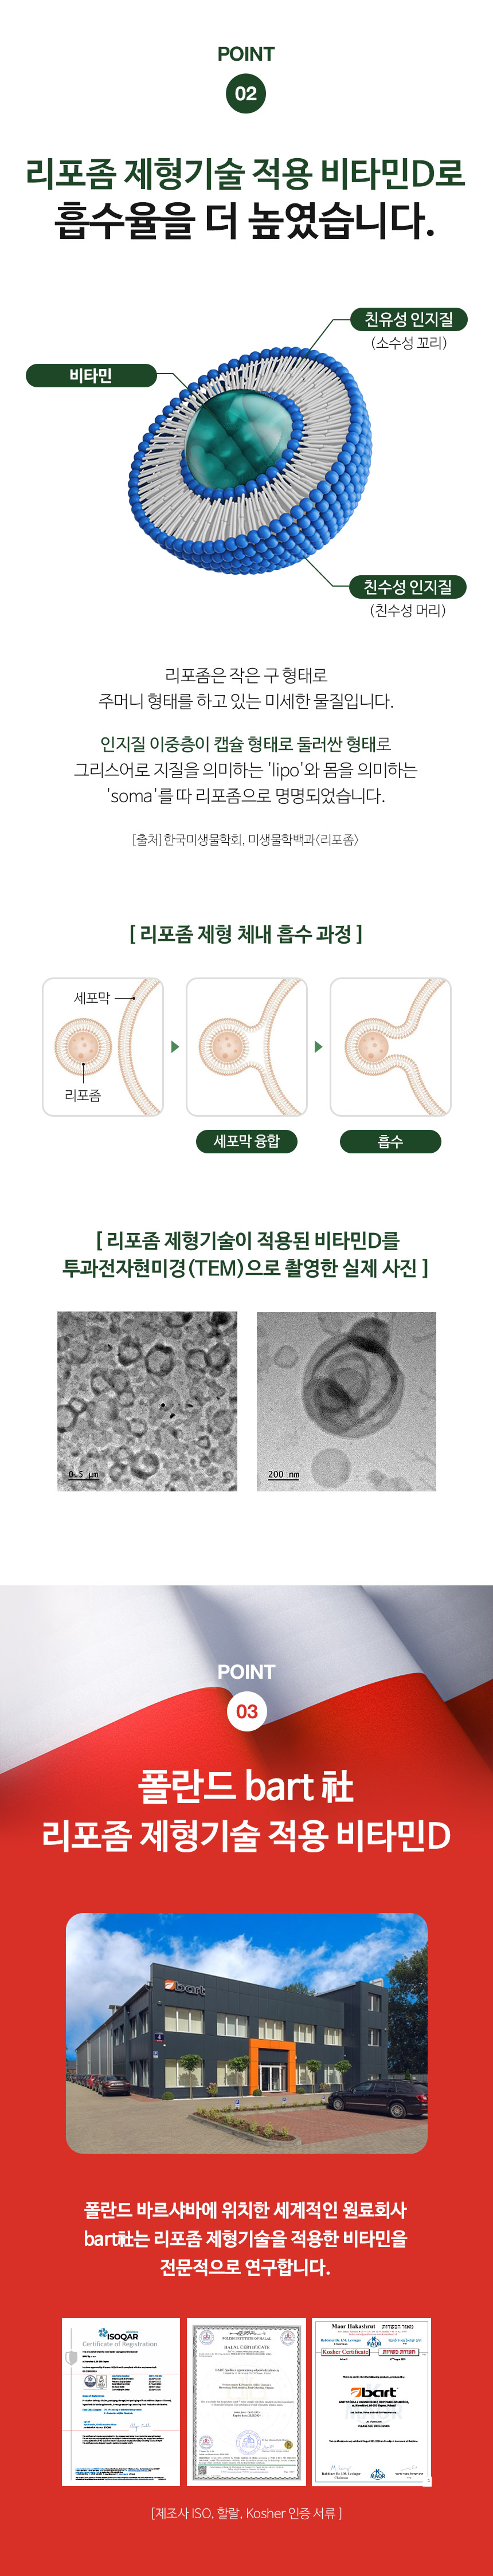 POINT
02
리포좀 제형기술 적용 비타민D로
흡수율을 더 높였습니다.
친유성 인지질
(소수성 꼬리)
비타민
친수성 인지질
(친수성 머리)
리포좀은 작은 구 형태로
주머니 형태를 하고 있는 미세한 물질입니다.
인지질 이중층이 캡슐 형태로 둘러싼 형태로
그리스어로 지질을 의미하는 'lipo'와 몸을 의미하는
'soma'를 따 리포좀으로 명명되었습니다.
[출처] 한국미생물학회, 미생물학백과<리포좀>
[ 리포좀 제형 체내 흡수 과정 ]
세포막
리포좀
세포막 융합
흡수
[ 리포좀 제형기술이 적용된 비타민D를
투과전자현미경(TEM)으로 촬영한 실제 사진 ]
0.5 µm
200 nm
POINT
03
폴란드 bart 社
리포좀 제형기술 적용 비타민D
bart
폴란드 바르샤바에 위치한 세계적인 원료회사
bart社는 리포좀 제형기술을 적용한 비타민을
전문적으로 연구합니다.
ISOQAR
Certificate of Registration
HALAL CERTIFICATE
Maor Hakashrut
Kosher Certificate
bart
MAOR
[제조사 ISO, 할랄, Kosher 인증 서류 ]